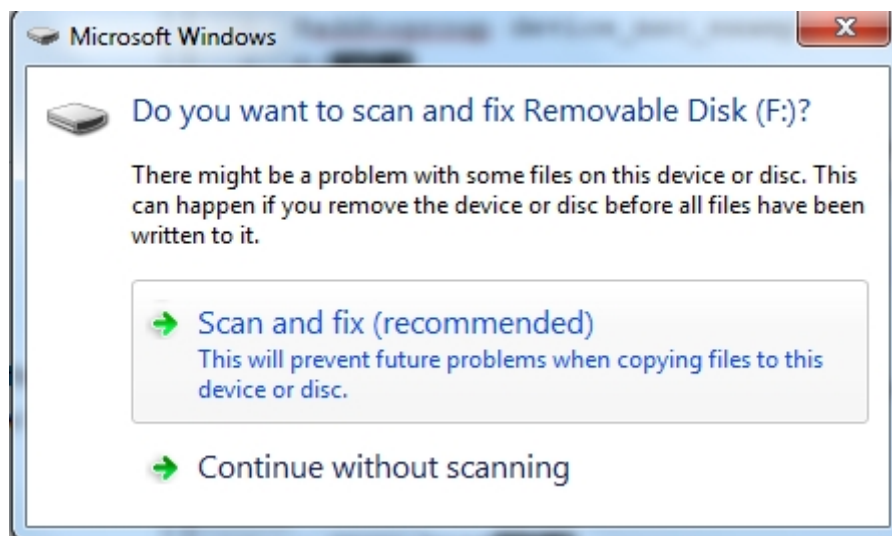 Microsoft Windows
Do you want to scan and fix Removable Disk (F:)?
There might be a problem with some files on this device or disc. This
can happen if you remove the device or disc before all files have been
written to it.
Scan and fix (recommended)
This will prevent future problems when copying files to this
device or disc.
Continue without scanning